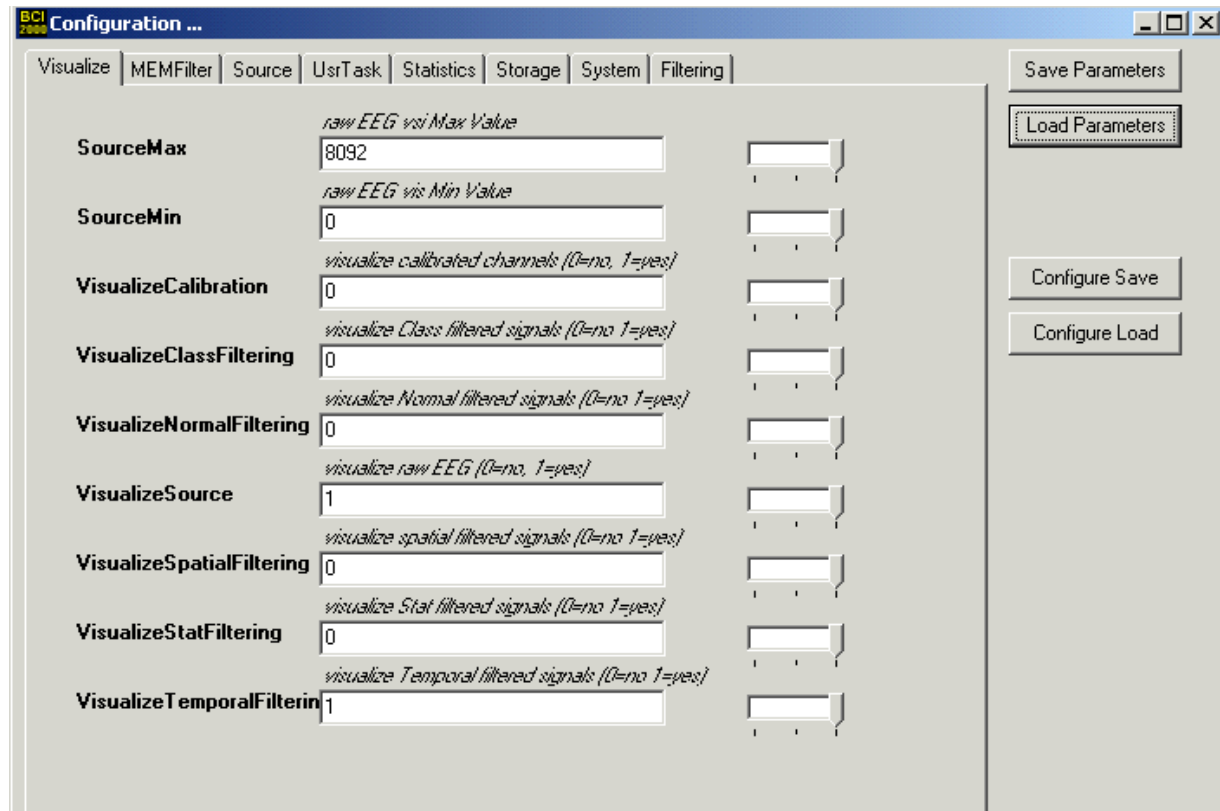 BCI 2000 Configuration ...
Visualize MEMFilter Source UsrTask Statistics Storage System Filtering
Save Parameters
Load Parameters
Configure Save
Configure Load
raw EEG vsi Max Value
SourceMax 8092
raw EEG vis Min Value
SourceMin 0
visualize calibrated channels (0=no, 1=yes)
VisualizeCalibration 0
visualize Class filtered signals (0=no 1=yes)
VisualizeClassFiltering 0
visualize Normal filtered signals (0=no 1=yes)
VisualizeNormalFiltering 0
visualize raw EEG (0=no, 1=yes)
VisualizeSource 1
visualize spatial filtered signals (0=no 1=yes)
VisualizeSpatialFiltering 0
visualize Stat filtered signals (0=no 1=yes)
VisualizeStatFiltering 0
visualize Temporal filtered signals (0=no 1=yes)
VisualizeTemporalFilterin 1